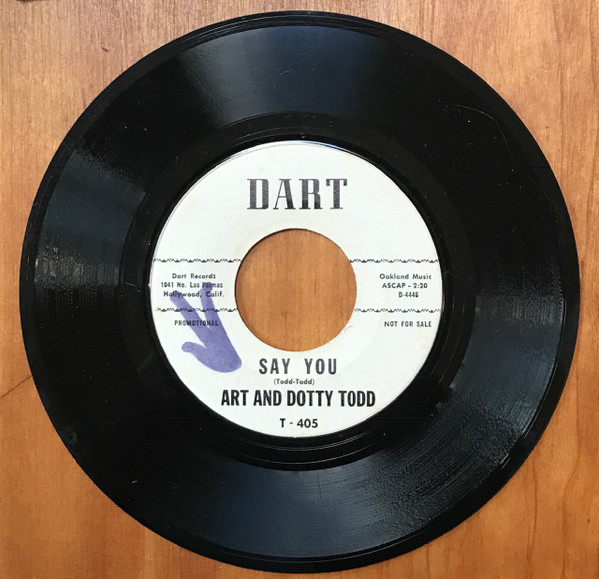 DART
Dart Records
1041 No. Las Palmas
Hollywood, Calif.
PROMOTIONAL
Oakland Music
ASCAP - 2:20
D-4446
NOT FOR SALE
SAY YOU
(Todd-Todd)
ART AND DOTTY TODD
T - 405